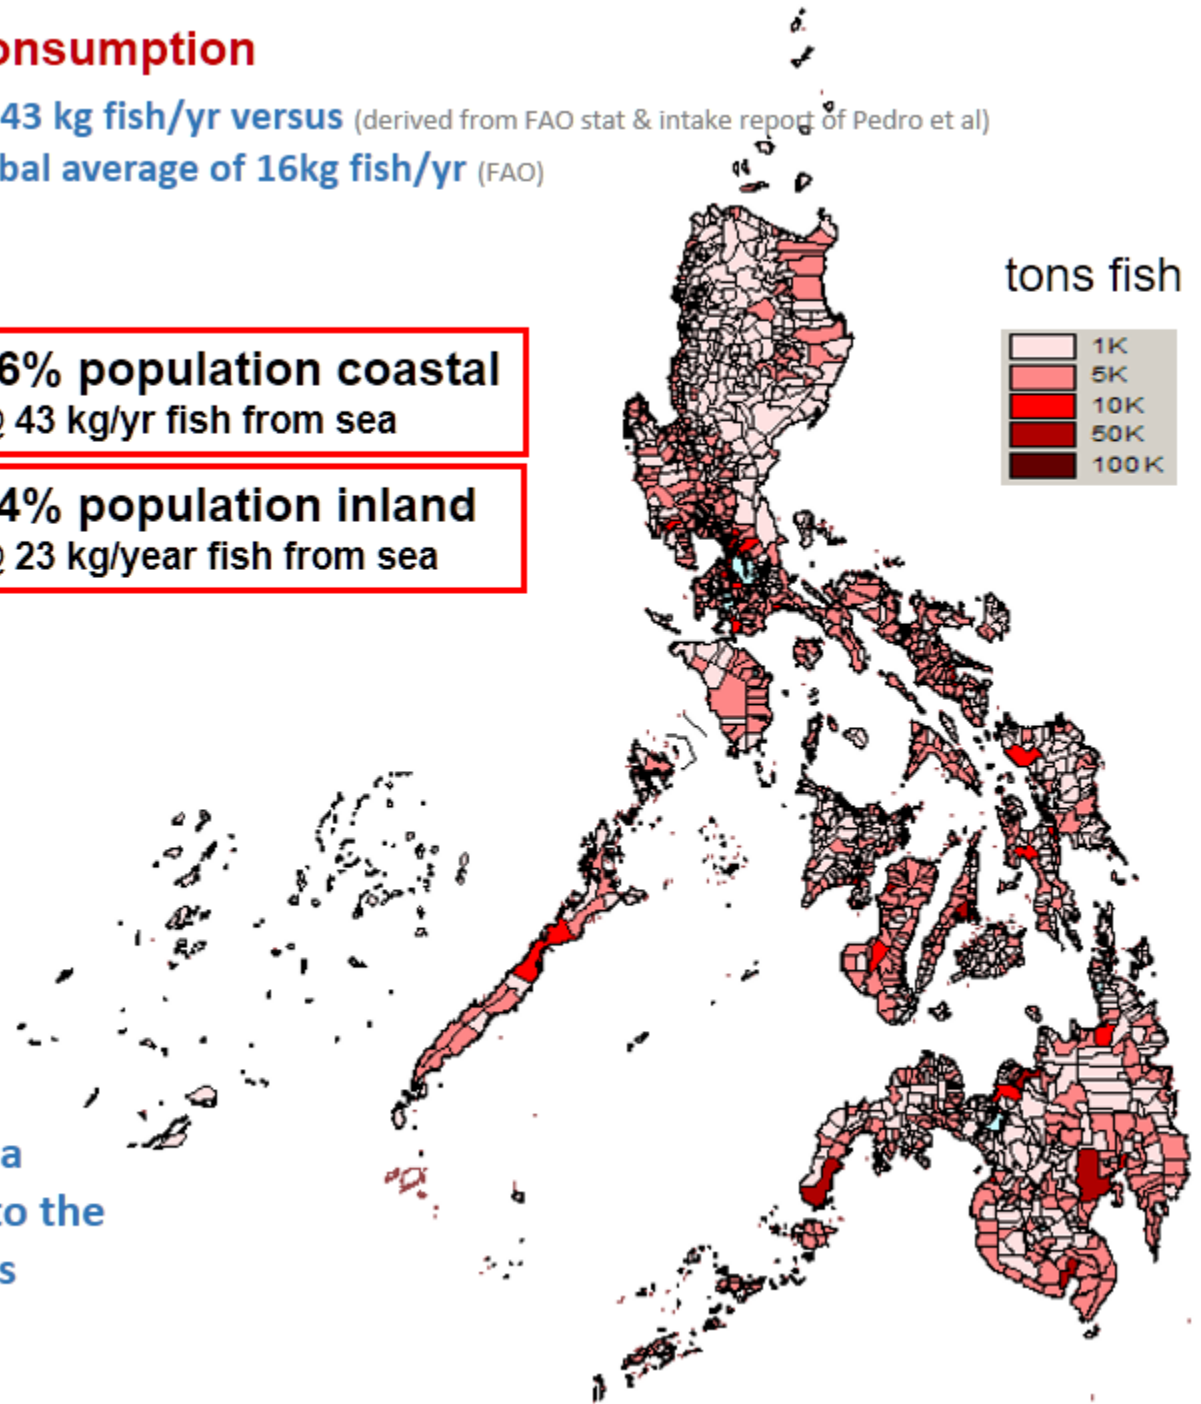 onsumption
43 kg fish/yr versus (derived from FAO stat & intake report of Pedro et al)
bal average of 16kg fish/yr (FAO)
tons fish
1K
5K
10K
50K
100K
6% population coastal
@ 43 kg/yr fish from sea
4% population inland
@ 23 kg/year fish from sea
a
to the
s